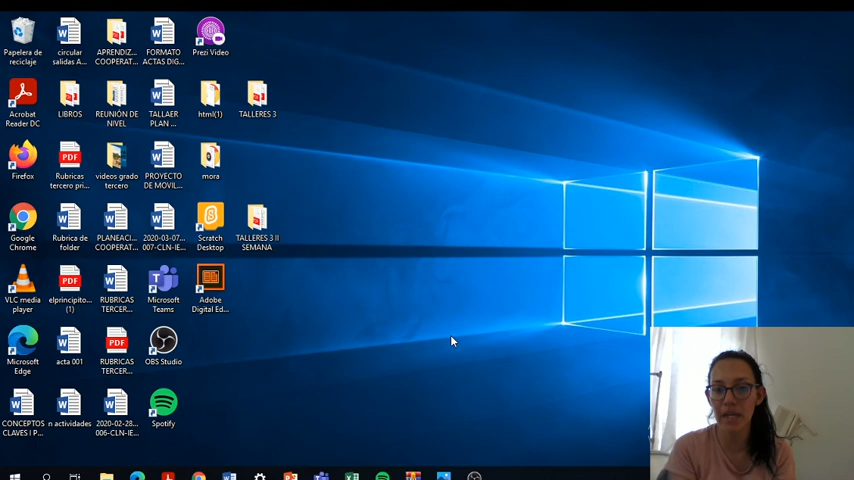 Papelera de
reciclaje
circular
salidas A...
APRENDIZ...
COOPERAT...
FORMATO
ACTAS DIG...
Prezi Video
Acrobat
Reader DC
LIBROS
REUNIÓN DE
NIVEL
TALLAER
PLAN ...
html(1)
TALLERES 3
Firefox
PDF
Rubricas
tercero pri...
videos grado
tercero
PROYECTO
DE MOVIL...
mora
Google
Chrome
Rubrica de
folder
PLANEACI...
COOPERAT...
2020-03-07...
007-CLN-IE...
Scratch
Desktop
TALLERES 3 II
SEMANA
VLC media
player
PDF
elprincipito...
(1)
RUBRICAS
TERCER...
Microsoft
Teams
Adobe
Digital Ed...
Microsoft
Edge
acta 001
PDF
RUBRICAS
TERCER...
OBS Studio
CONCEPTOS
CLAVES I P...
n actividades
2020-02-28...
006-CLN-IE...
Spotify